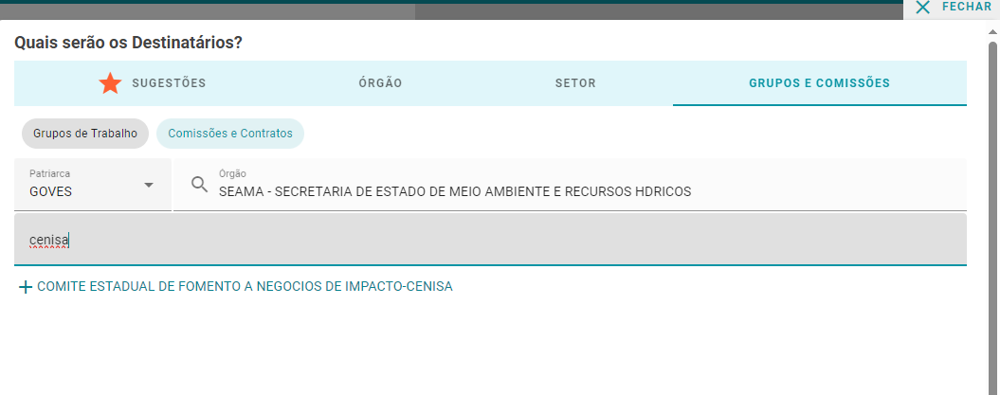 FECHAR
Quais serão os Destinatários?
SUGESTÕES ÓRGÃO SETOR GRUPOS E COMISSÕES
Grupos de Trabalho Comissões e Contratos
Patriarca Órgão
GOVES SEAMA - SECRETARIA DE ESTADO DE MEIO AMBIENTE E RECURSOS HDRICOS
cenisa
COMITE ESTADUAL DE FOMENTO A NEGOCIOS DE IMPACTO-CENISA